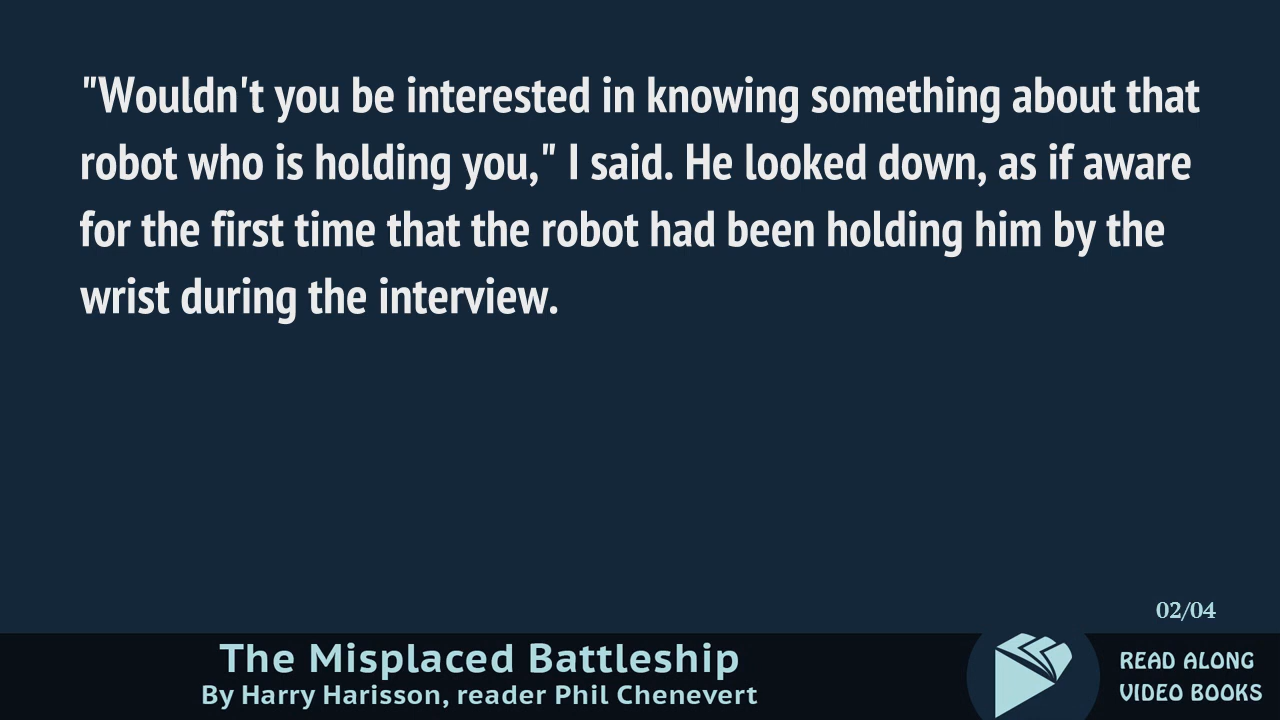 "Wouldn't you be interested in knowing something about that
robot who is holding you," I said. He looked down, as if aware
for the first time that the robot had been holding him by the
wrist during the interview.
02/04
The Misplaced Battleship
By Harry Harisson, reader Phil Chenevert
READ ALONG
VIDEO BOOKS